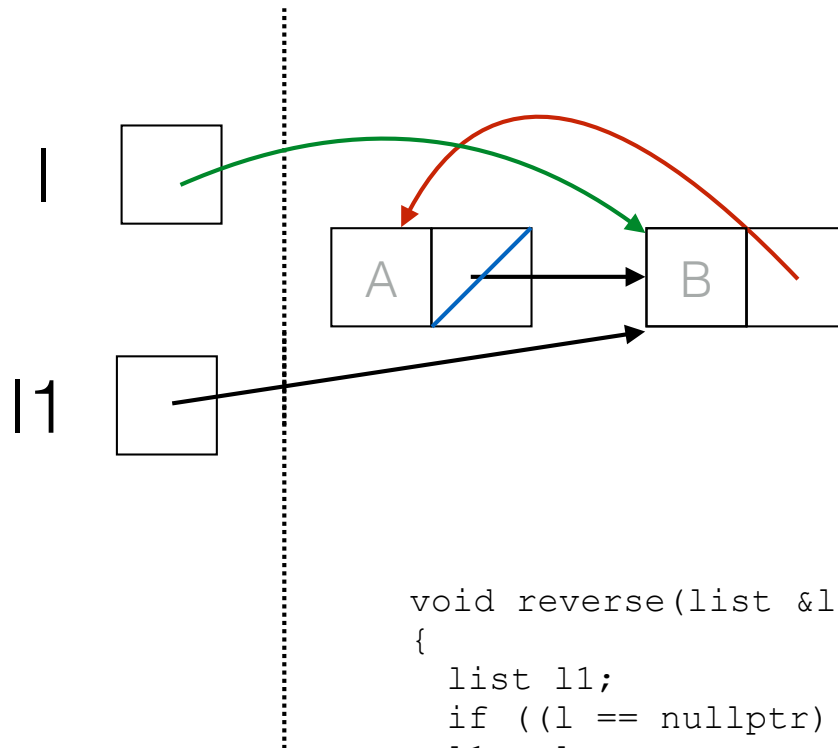 l
A B
l1
void reverse(list &l
{
list l1;
if ((l == nullptr)